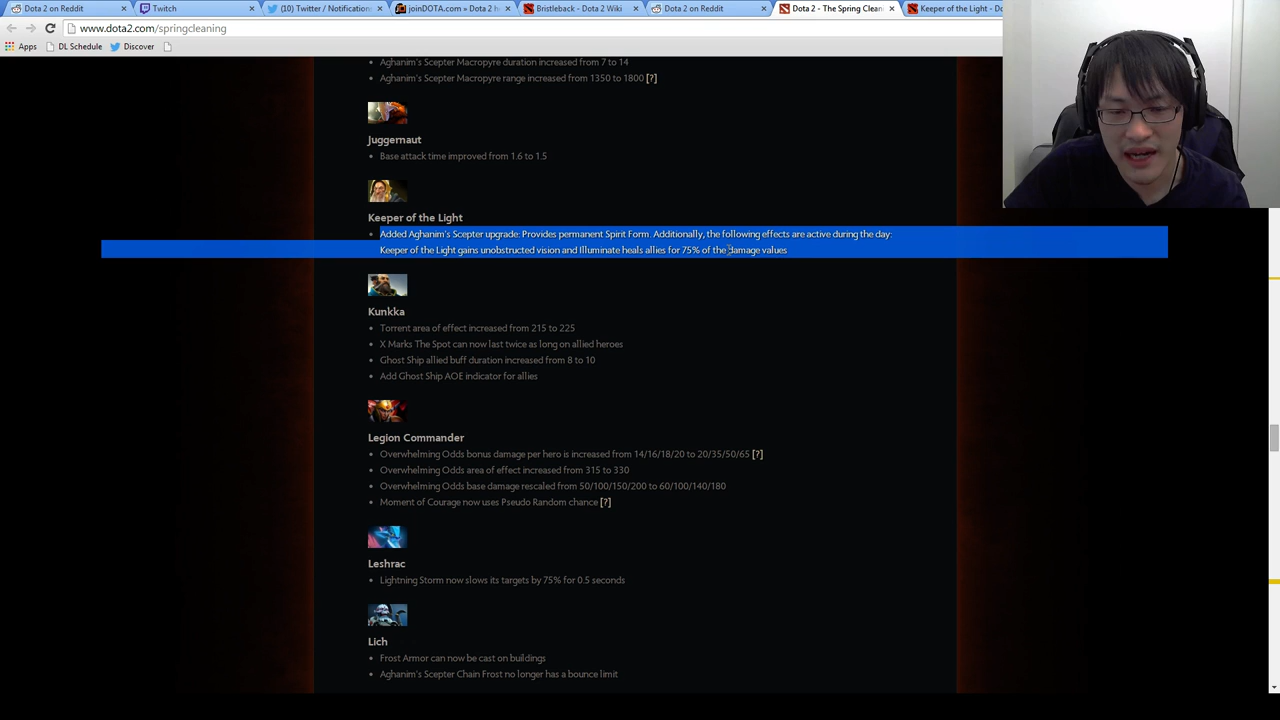 Dota 2 on Reddit
Twitch
(10) Twitter / Notification
joinDOTA.com » Dota 2 h
Bristleback - Dota 2 Wiki
Dota 2 on Reddit
Dota 2 - The Spring Clean
Keeper of the Light - Do
www.dota2.com/springcleaning
Apps
DL Schedule
Discover
• Aghanim's Scepter Macropyre duration increased from 7 to 14
• Aghanim's Scepter Macropyre range increased from 1350 to 1800 [?]
Juggernaut
• Base attack time improved from 1.6 to 1.5
Keeper of the Light
• Added Aghanim's Scepter upgrade: Provides permanent Spirit Form. Additionally, the following effects are active during the day:
Keeper of the Light gains unobstructed vision and Illuminate heals allies for 75% of the damage values
Kunkka
• Torrent area of effect increased from 215 to 225
• X Marks The Spot can now last twice as long on allied heroes
• Ghost Ship allied buff duration increased from 8 to 10
• Add Ghost Ship AOE indicator for allies
Legion Commander
• Overwhelming Odds bonus damage per hero is increased from 14/16/18/20 to 20/35/50/65 [?]
• Overwhelming Odds area of effect increased from 315 to 330
• Overwhelming Odds base damage rescaled from 50/100/150/200 to 60/100/140/180
• Moment of Courage now uses Pseudo Random chance [?]
Leshrac
• Lightning Storm now slows its targets by 75% for 0.5 seconds
Lich
• Frost Armor can now be cast on buildings
• Aghanim's Scepter Chain Frost no longer has a bounce limit